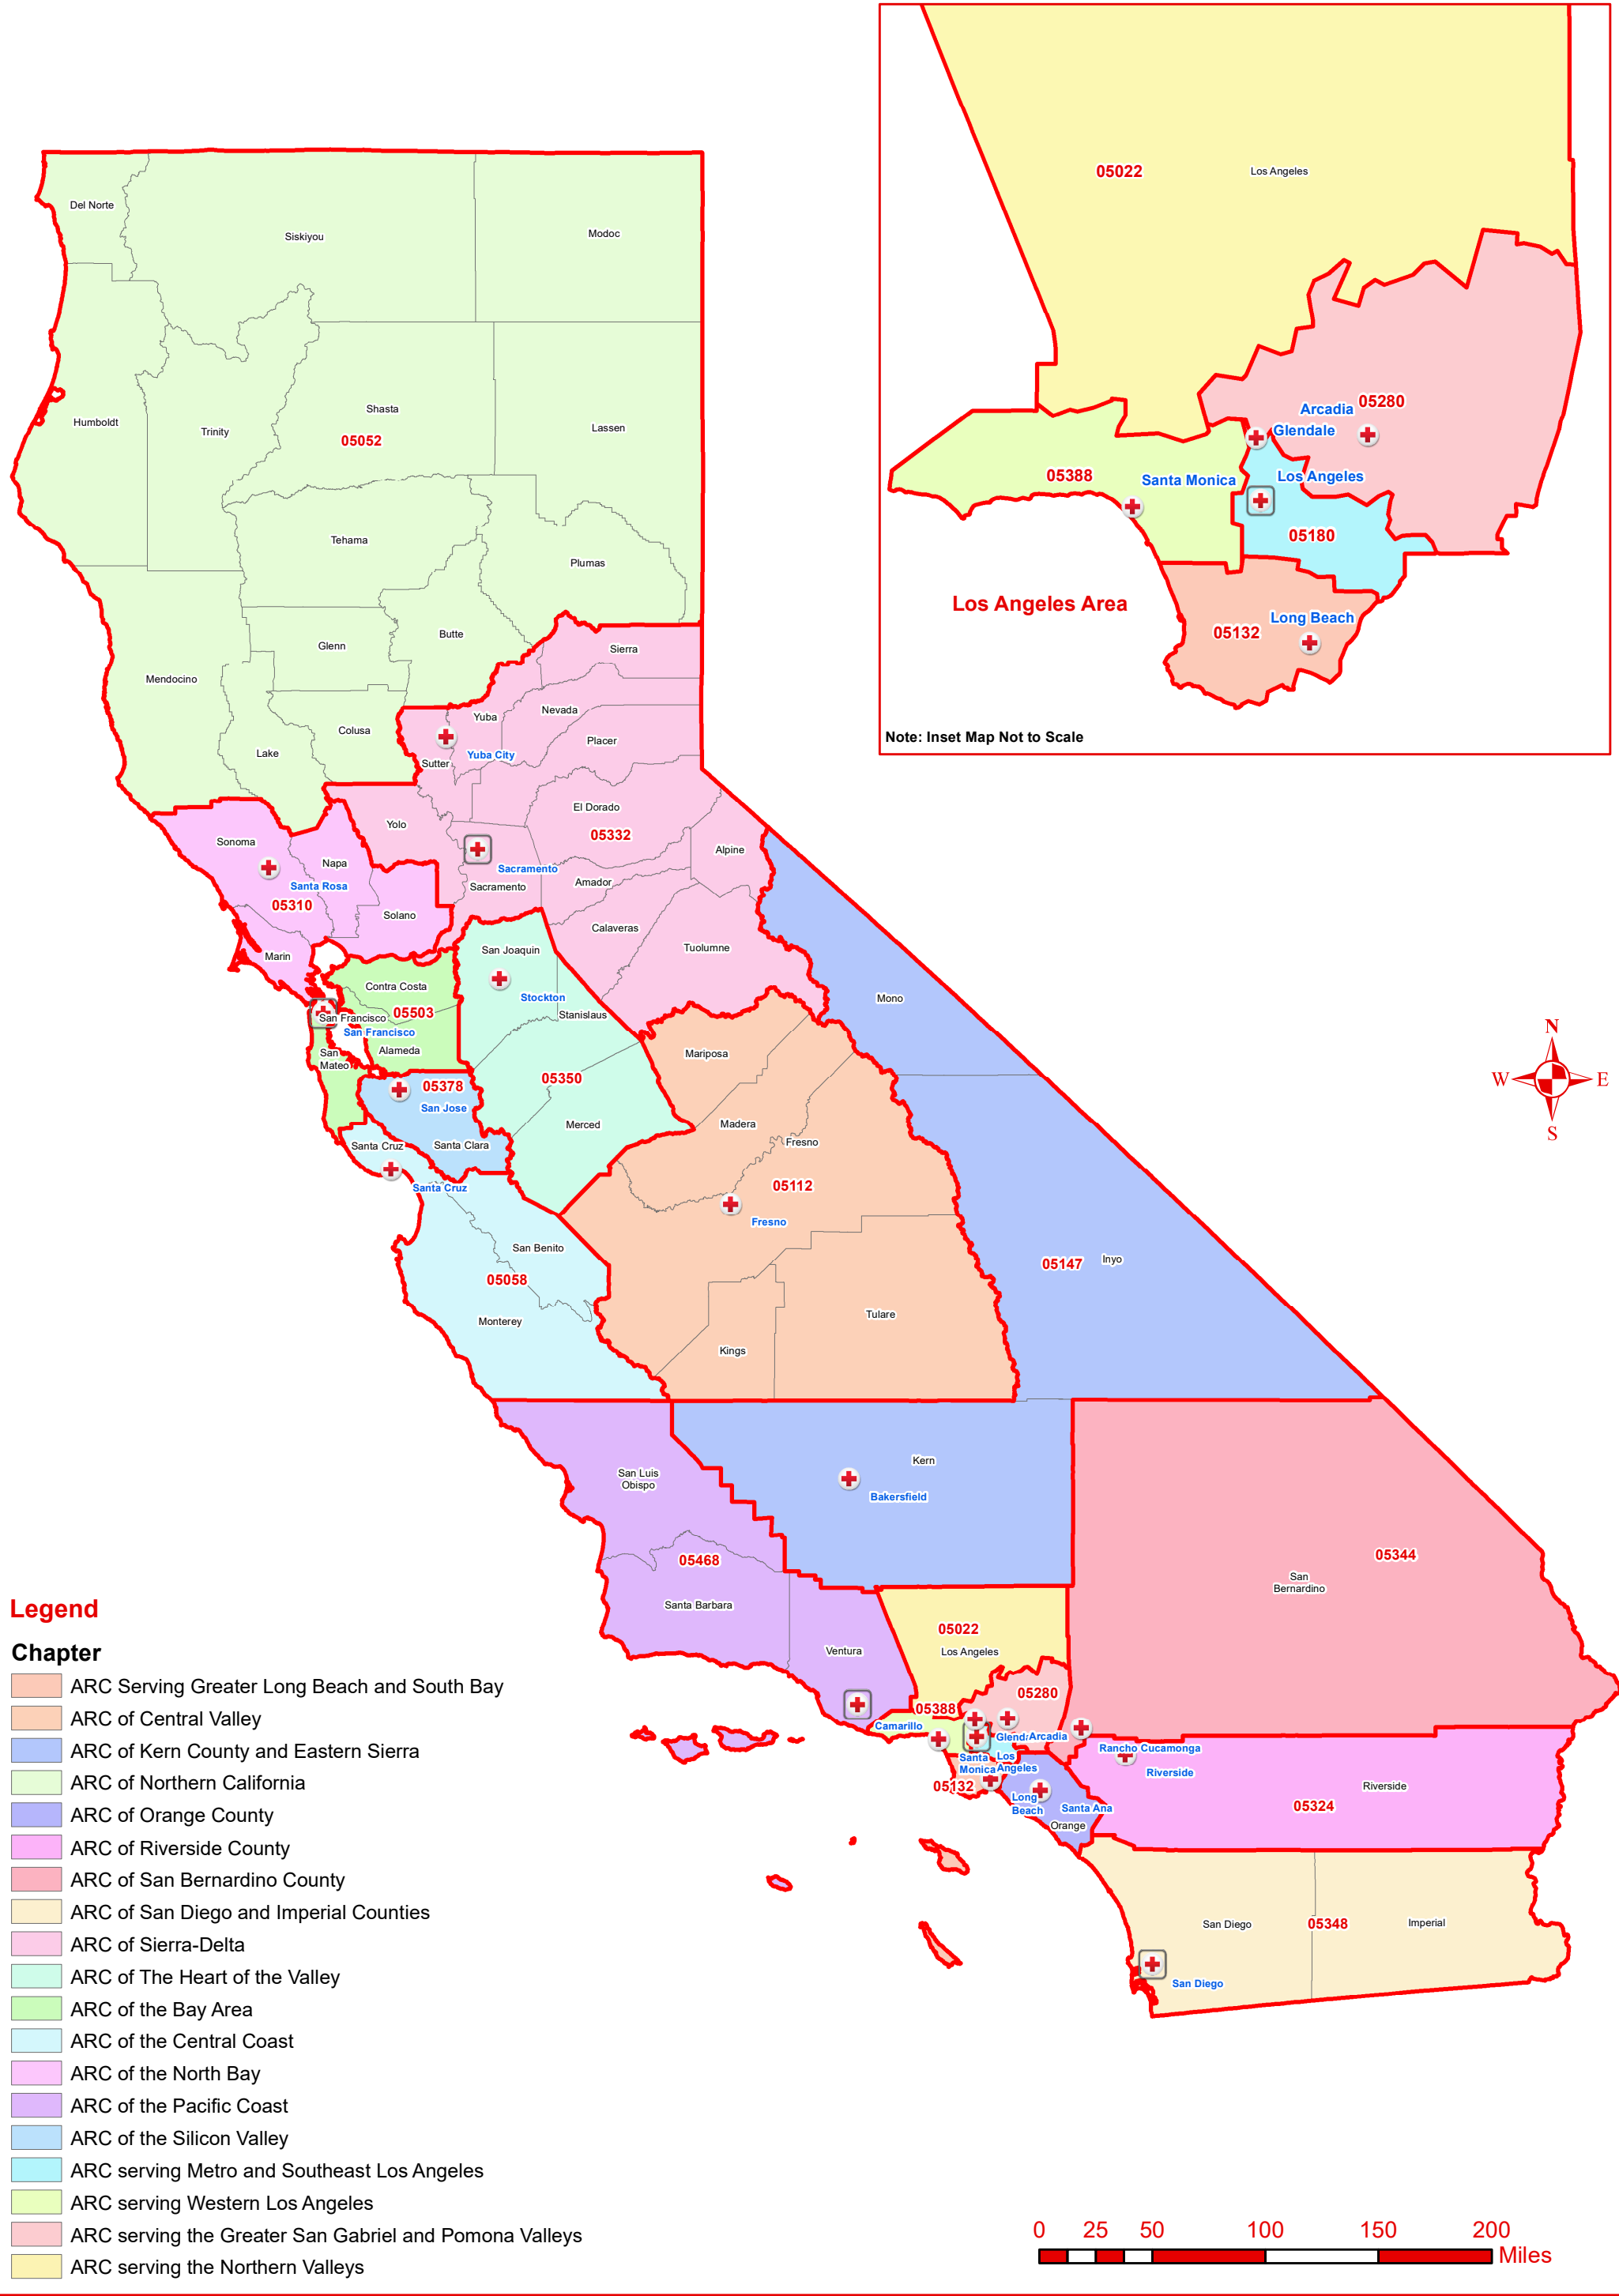 05022
Los Angeles
Arcadia
05280
Glendale
05388
Santa Monica
Los Angeles
05180
Los Angeles Area
05132
Long Beach
Note: Inset Map Not to Scale
Del Norte
Siskiyou
Modoc
Humboldt
Trinity
Shasta
05052
Lassen
Tehama
Plumas
Glenn
Butte
Mendocino
Sierra
Lake
Colusa
Yuba
Nevada
Yuba City
Placer
Sutter
Yolo
El Dorado
05332
Alpine
Sonoma
Napa
Santa Rosa
05310
Sacramento
Sacramento
Amador
Solano
Calaveras
Tuolumne
Marin
San Joaquin
Stockton
Contra Costa
05503
San Francisco
San Francisco
Alameda
San
Mateo
Stanislaus
Mono
Mariposa
05378
San Jose
05350
Merced
Madera
Fresno
Santa Cruz
Santa Clara
Santa Cruz
05112
Fresno
San Benito
05058
Monterey
05147
Inyo
Tulare
Kings
N
W
E
S
Kern
Bakersfield
San Luis
Obispo
05468
Santa Barbara
Ventura
05344
San
Bernardino
05022
Los Angeles
05280
05388
Camarillo
Glend
Arcadia
Santa
Monica
Los
Angeles
05132
Long
Beach
Santa Ana
Orange
Rancho Cucamonga
Riverside
Riverside
05324
San Diego
05348
Imperial
San Diego
Legend
Chapter
ARC Serving Greater Long Beach and South Bay
ARC of Central Valley
ARC of Kern County and Eastern Sierra
ARC of Northern California
ARC of Orange County
ARC of Riverside County
ARC of San Bernardino County
ARC of San Diego and Imperial Counties
ARC of Sierra-Delta
ARC of The Heart of the Valley
ARC of the Bay Area
ARC of the Central Coast
ARC of the North Bay
ARC of the Pacific Coast
ARC of the Silicon Valley
ARC serving Metro and Southeast Los Angeles
ARC serving Western Los Angeles
ARC serving the Greater San Gabriel and Pomona Valleys
ARC serving the Northern Valleys
0 25 50 100 150 200
Miles